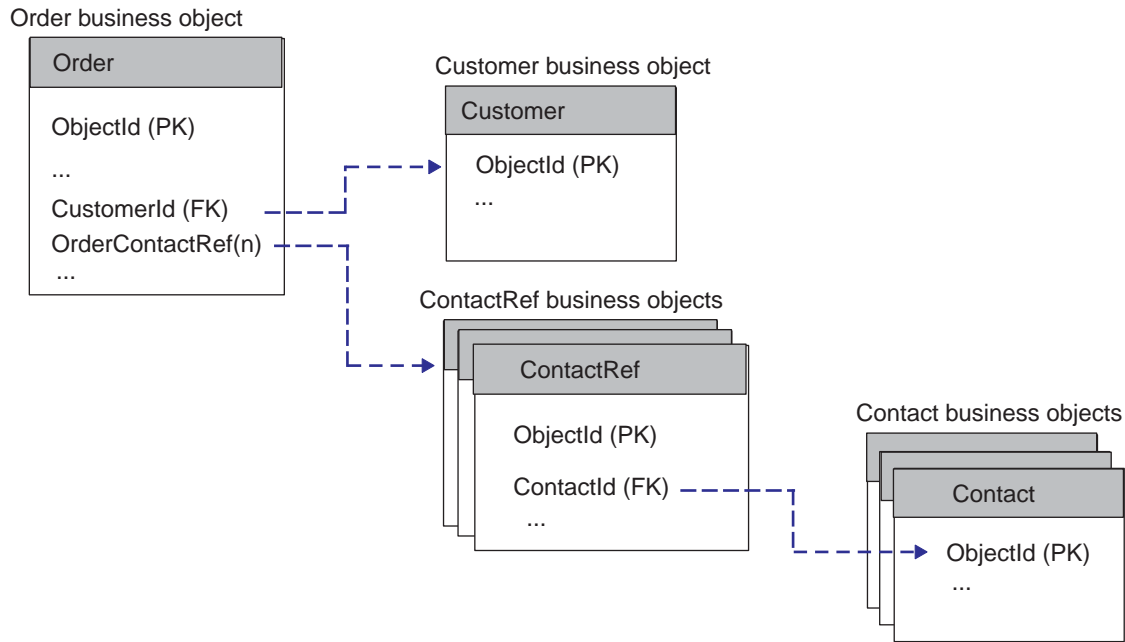 Order business object
Order
ObjectId (PK)
...
CustomerId (FK)
OrderContactRef(n)
...
Customer business object
Customer
ObjectId (PK)
...
ContactRef business objects
ContactRef
ObjectId (PK)
ContactId (FK)
...
Contact business objects
Contact
ObjectId (PK)
...